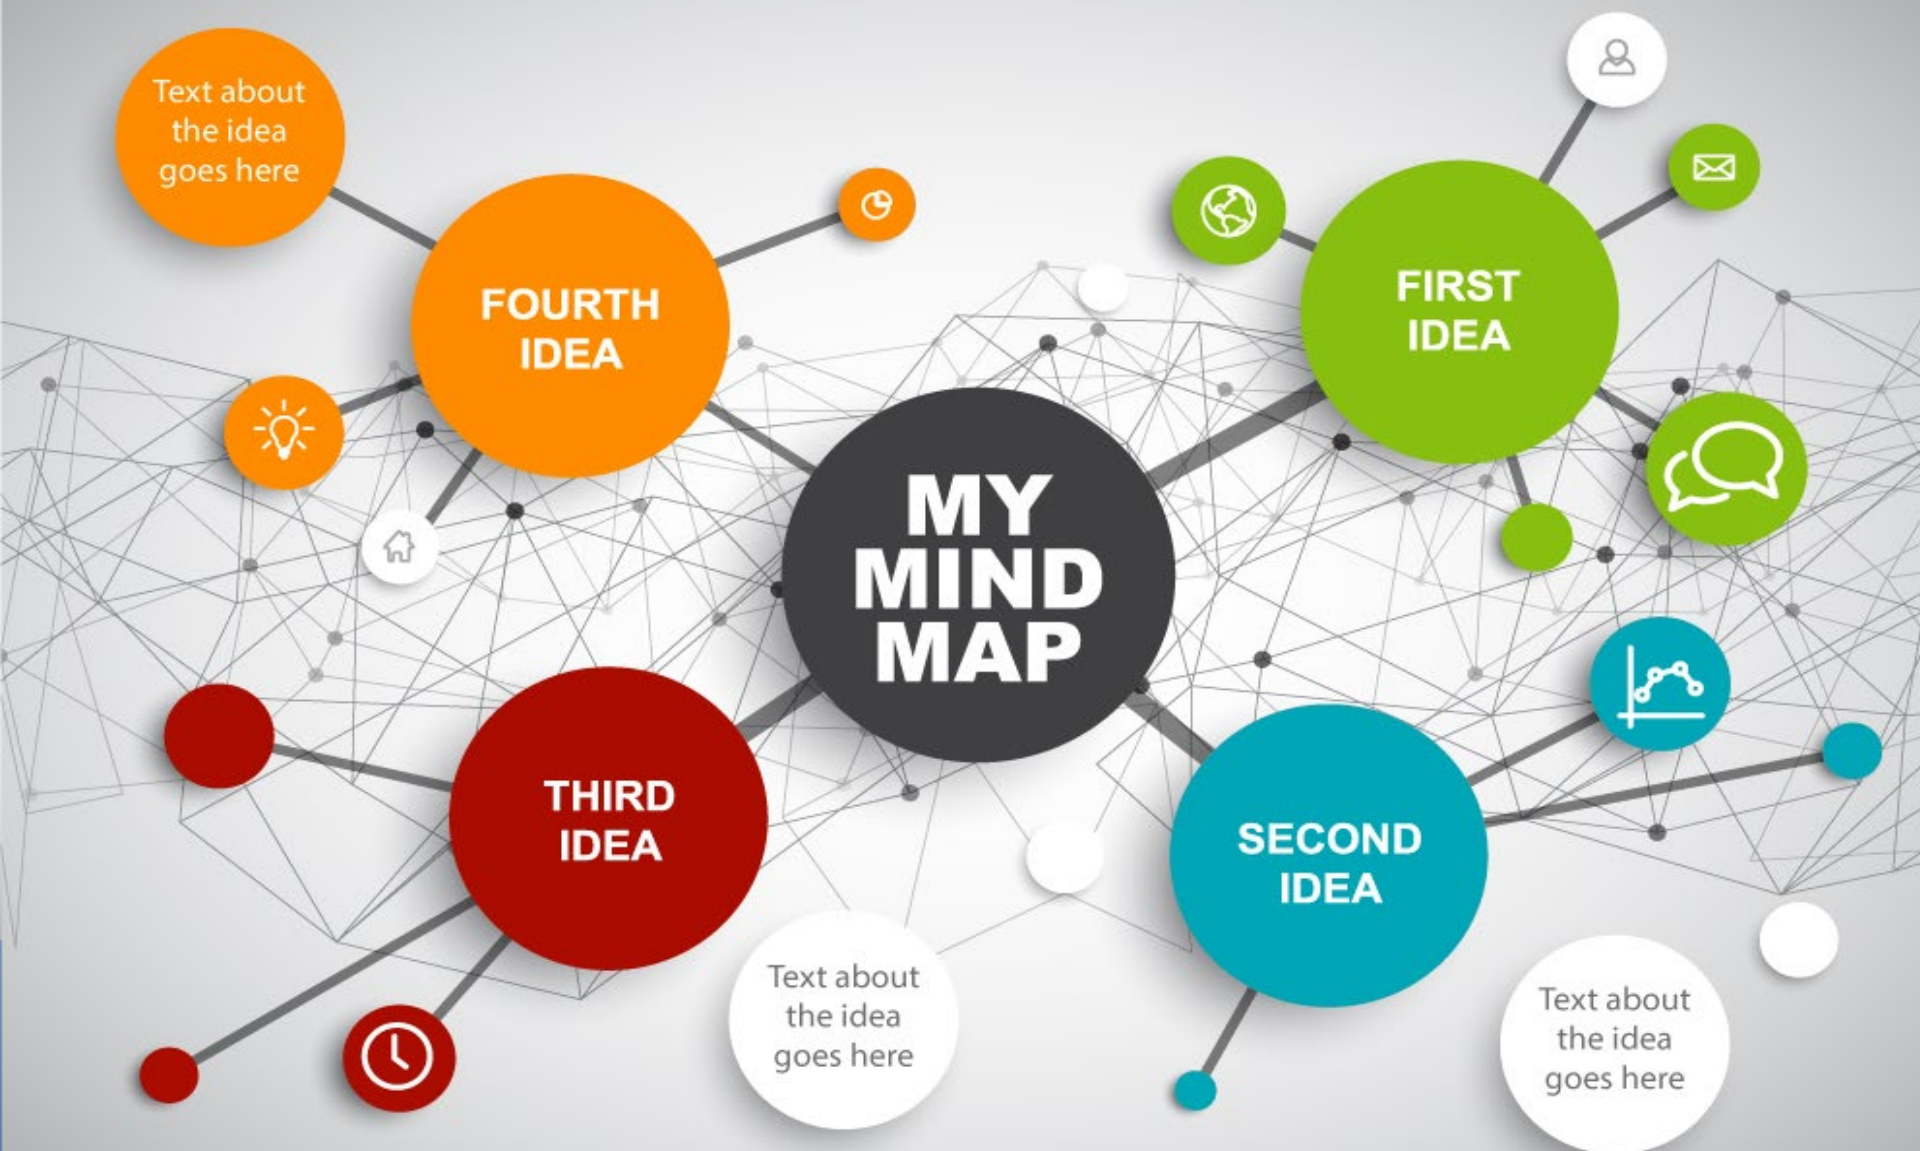 Text about
the idea
goes here
FOURTH
IDEA
FIRST
IDEA
MY
MIND
MAP
THIRD
IDEA
SECOND
IDEA
Text about
the idea
goes here
Text about
the idea
goes here